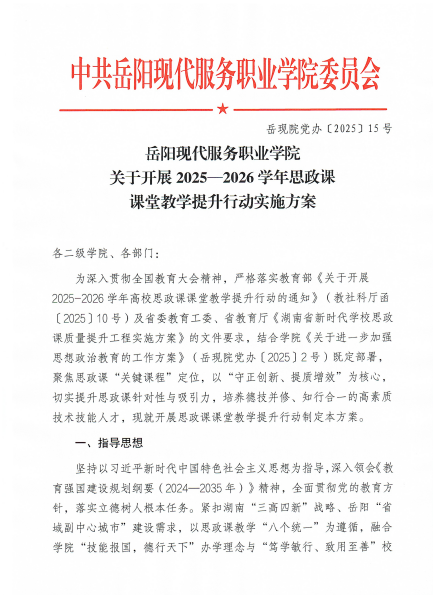 中共岳阳现代服务职业学院委员会
岳现院党办〔2025〕15号
岳阳现代服务职业学院
关于开展 2025—2026 学年思政课
课堂教学提升行动实施方案
各二级学院、各部门：
为深入贯彻全国教育大会精神，严格落实教育部《关于开展
2025-2026 学年高校思政课课堂教学提升行动的通知》（教社科厅函
〔2025〕10 号）及省委教育工委、省教育厅《湖南省新时代学校思政
课质量提升工程实施方案》的文件要求，结合学院《关于进一步加强
思想政治教育的工作方案》（岳现院党办〔2025〕2 号）既定部署，
聚焦思政课“关键课程”定位，以“守正创新、提质增效”为核心，
切实提升思政课针对性与吸引力，培养德技并修、知行合一的高素质
技术技能人才，现就开展思政课课堂教学提升行动制定本方案。
一、指导思想
坚持以习近平新时代中国特色社会主义思想为指导，深入领会《教
育强国建设规划纲要（2024—2035 年）》精神，全面贯彻党的教育方
针，落实立德树人根本任务。紧扣湖南“三高四新”战略、岳阳“省
域副中心城市”建设需求，以思政课教学“八个统一”为遵循，融合
学院“技能报国，德行天下”办学理念与“笃学敏行、致用至善”校